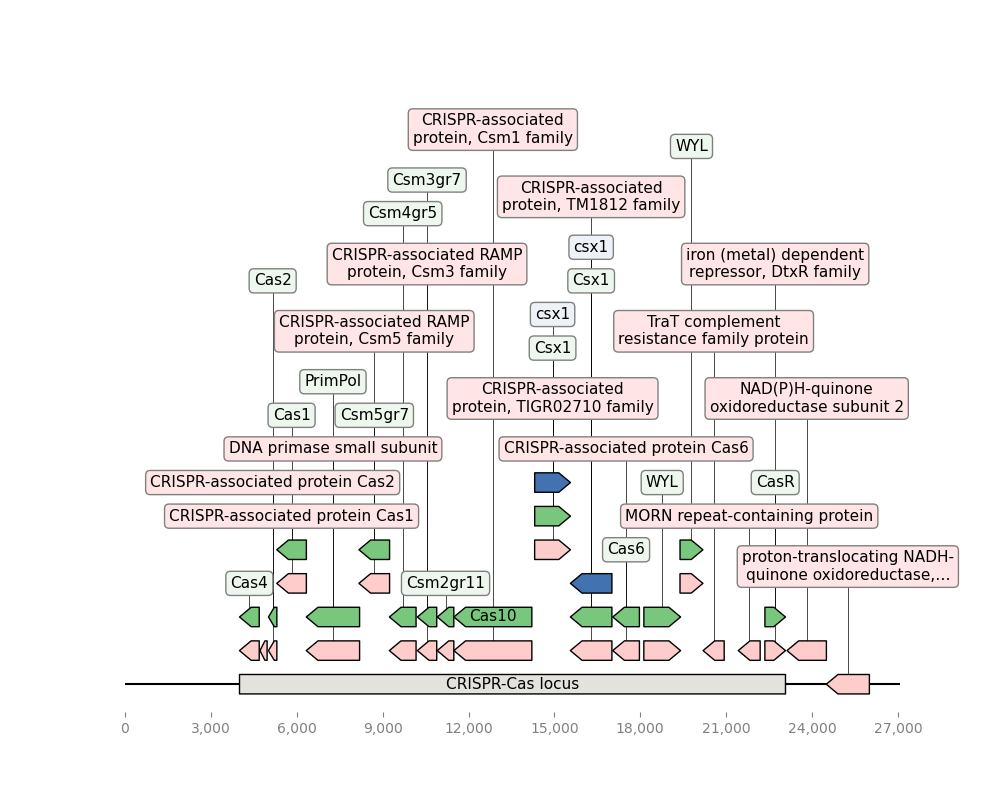 CRISPR-associated
protein, Csm1 family
WYL
Csm3gr7
CRISPR-associated
protein, TM1812 family
Csm4gr5
csx1
CRISPR-associated RAMP
protein, Csm3 family
iron (metal) dependent
repressor, DtxR family
Cas2
Csx1
csx1
CRISPR-associated RAMP
protein, Csm5 family
TraT complement
resistance family protein
Csx1
PrimPol
CRISPR-associated
protein, TIGR02710 family
NAD(P)H-quinone
oxidoreductase subunit 2
Cas1
Csm5gr7
DNA primase small subunit
CRISPR-associated protein Cas6
CRISPR-associated protein Cas2
WYL
CasR
CRISPR-associated protein Cas1
MORN repeat-containing protein
Cas6
proton-translocating NADH-
quinone oxidoreductase,...
Cas4
Csm2gr11
Cas10
CRISPR-Cas locus
0
3,000
6,000
9,000
12,000
15,000
18,000
21,000
24,000
27,000